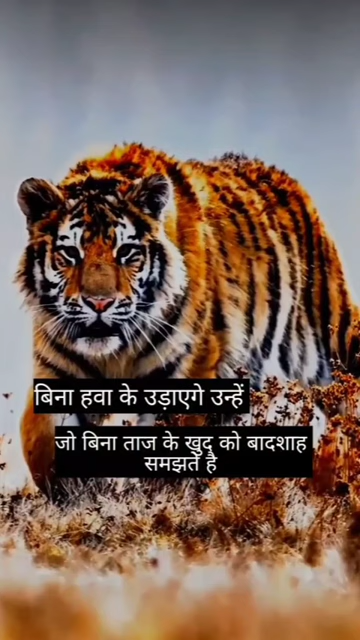 बिना हवा के उड़ाएगे उन्हें
जो बिना ताज के खुद को बादशाह
समझते है